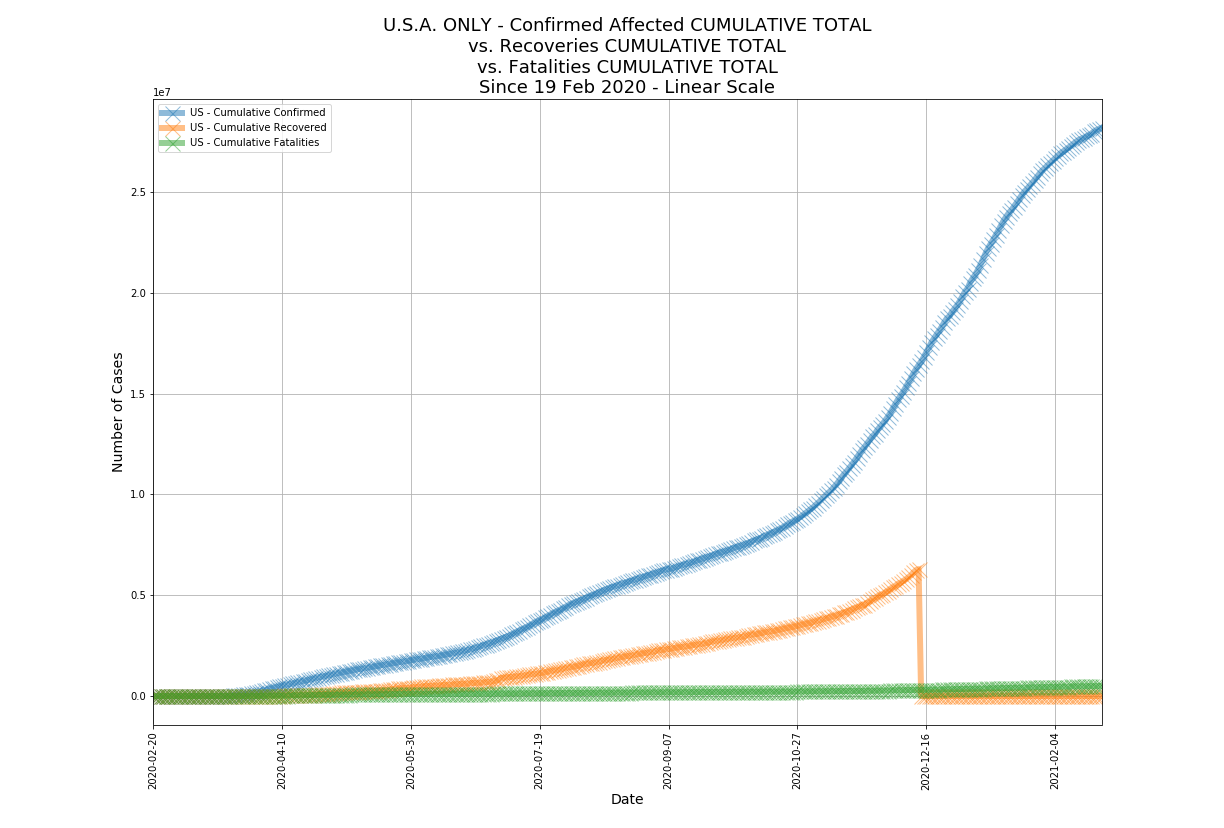 U.S.A. ONLY - Confirmed Affected CUMULATIVE TOTAL
vs. Recoveries CUMULATIVE TOTAL
vs. Fatalities CUMULATIVE TOTAL
Since 19 Feb 2020 - Linear Scale
1e7
US - Cumulative Confirmed
US - Cumulative Recovered
US - Cumulative Fatalities
2.5
2.0
1.5
1.0
0.5
0.0
Number of Cases
2020-02-20
2020-04-10
2020-05-30
2020-07-19
2020-09-07
2020-10-27
2020-12-16
2021-02-04
Date